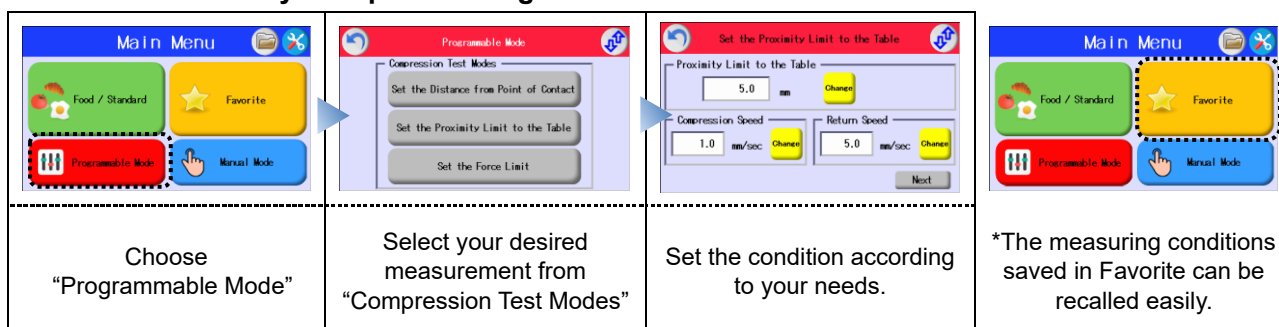 Main Menu
Food / Standard
Favorite
Programmable Mode
Manual Mode
Programmable Mode
Compression Test Modes
Set the Distance from Point of Contact
Set the Proximity Limit to the Table
Set the Force Limit
Set the Proximity Limit to the Table
Proximity Limit to the Table
5.0 mm Change
Compression Speed
1.0 mm/sec Change
Return Speed
5.0 mm/sec Change
Next
Main Menu
Food / Standard
Favorite
Programmable Mode
Manual Mode
Choose
“Programmable Mode”
Select your desired
measurement from
“Compression Test Modes”
Set the condition according
to your needs.
*The measuring conditions
saved in Favorite can be
recalled easily.